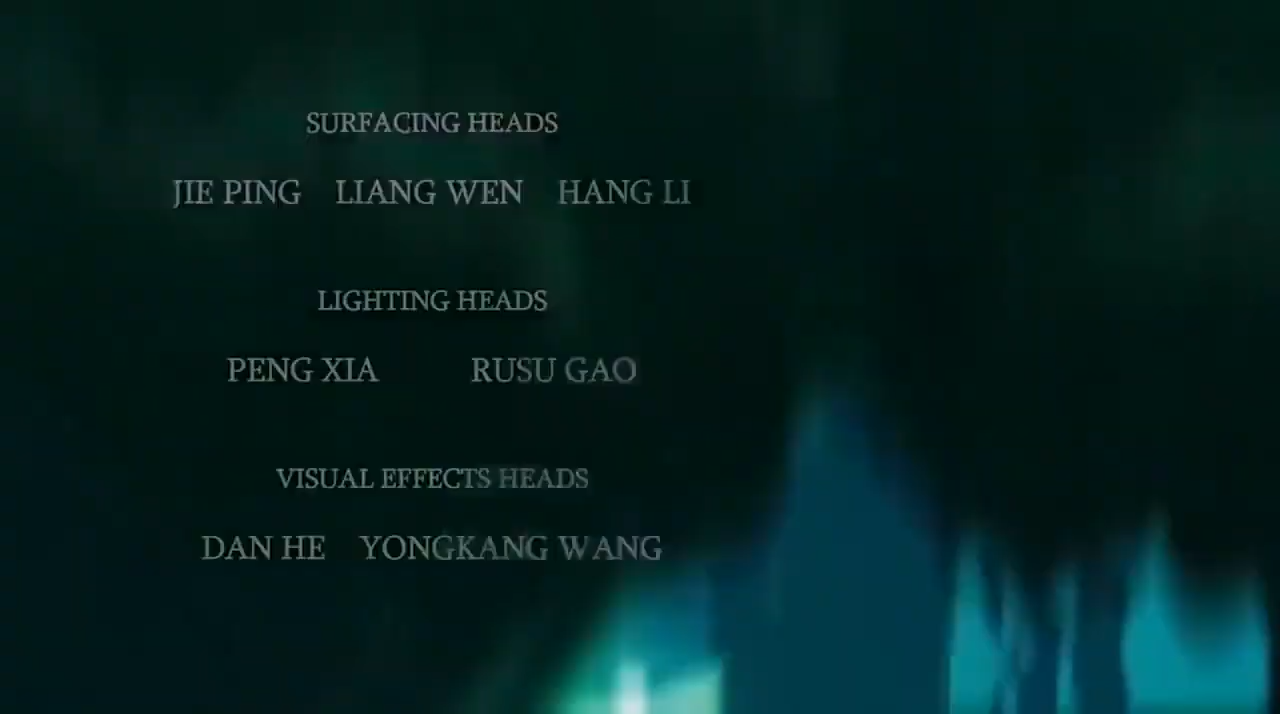 SURFACING HEADS
JIE PING LIANG WEN HANG LI
LIGHTING HEADS
PENG XIA RUSU GAO
VISUAL EFFECTS HEADS
DAN HE YONGKANG WANG